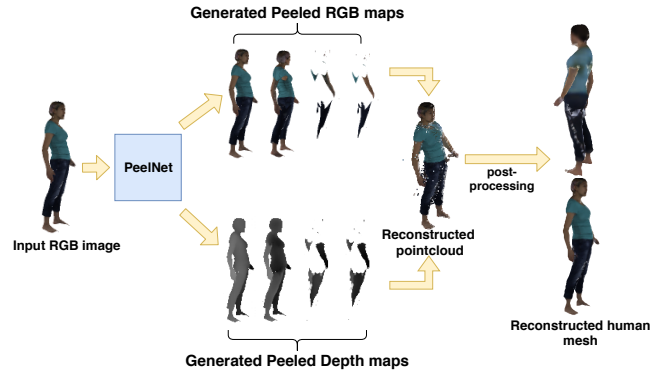 Generated Peeled RGB maps
PeelNet
Input RGB image
Reconstructed
pointcloud
post-
processing
Generated Peeled Depth maps
Reconstructed human
mesh